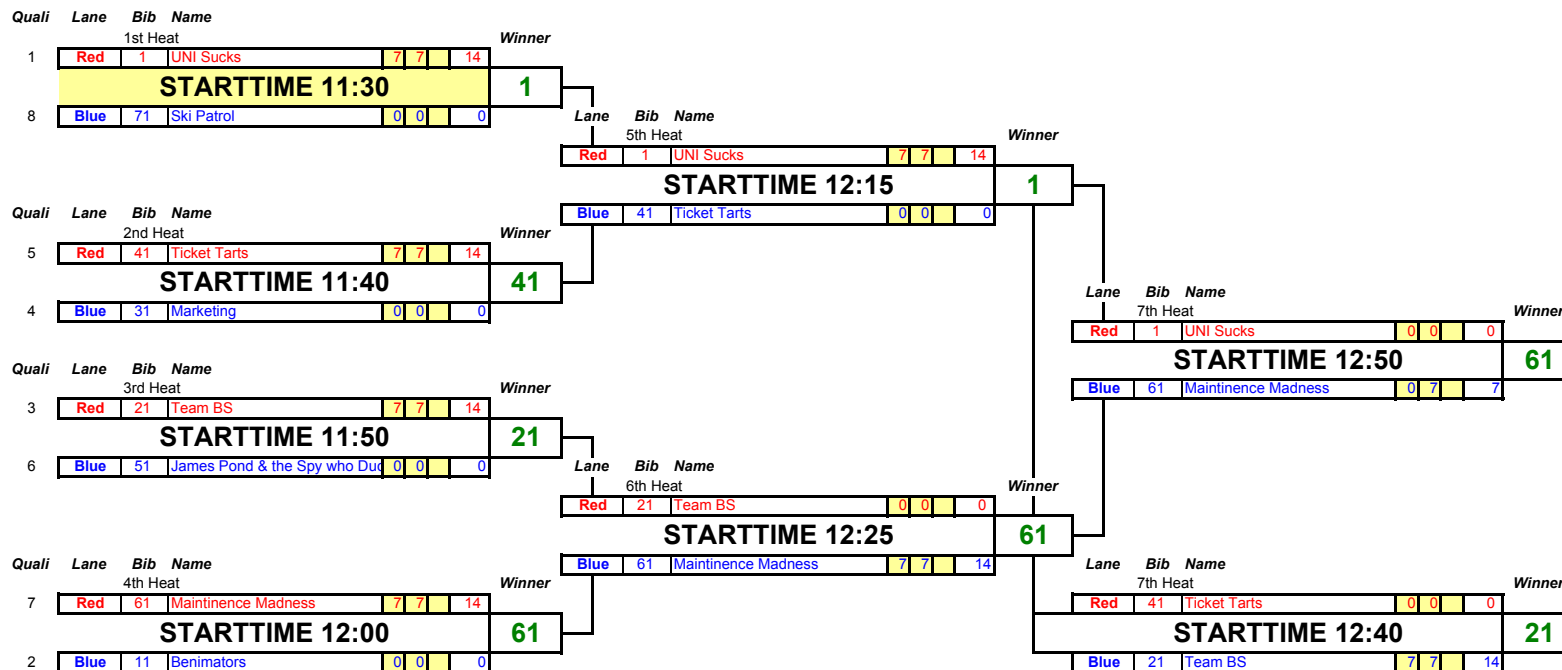 Quali Lane Bib Name
1st Heat Winner
1 Red 1 UNI Sucks 7 7 14
STARTTIME 11:30 1
8 Blue 71 Ski Patrol 0 0 0
Lane Bib Name
5th Heat Winner
Red 1 UNI Sucks 7 7 14
STARTTIME 12:15 1
Blue 41 Ticket Tarts 0 0 0
Quali Lane Bib Name
2nd Heat Winner
5 Red 41 Ticket Tarts 7 7 14
STARTTIME 11:40 41
4 Blue 31 Marketing 0 0 0
Lane Bib Name
7th Heat Winner
Red 1 UNI Sucks 0 0 0
STARTTIME 12:50 61
Blue 61 Maintinence Madness 0 7 7
Quali Lane Bib Name
3rd Heat Winner
3 Red 21 Team BS 7 7 14
STARTTIME 11:50 21
6 Blue 51 James Pond & the Spy who Duc 0 0 0
Lane Bib Name
6th Heat Winner
Red 21 Team BS 0 0 0
STARTTIME 12:25 61
Blue 61 Maintinence Madness 7 7 14
Quali Lane Bib Name
4th Heat Winner
7 Red 61 Maintinence Madness 7 7 14
STARTTIME 12:00 61
2 Blue 11 Benimators 0 0 0
Lane Bib Name
7th Heat Winner
Red 41 Ticket Tarts 0 0 0
STARTTIME 12:40 21
Blue 21 Team BS 7 7 14